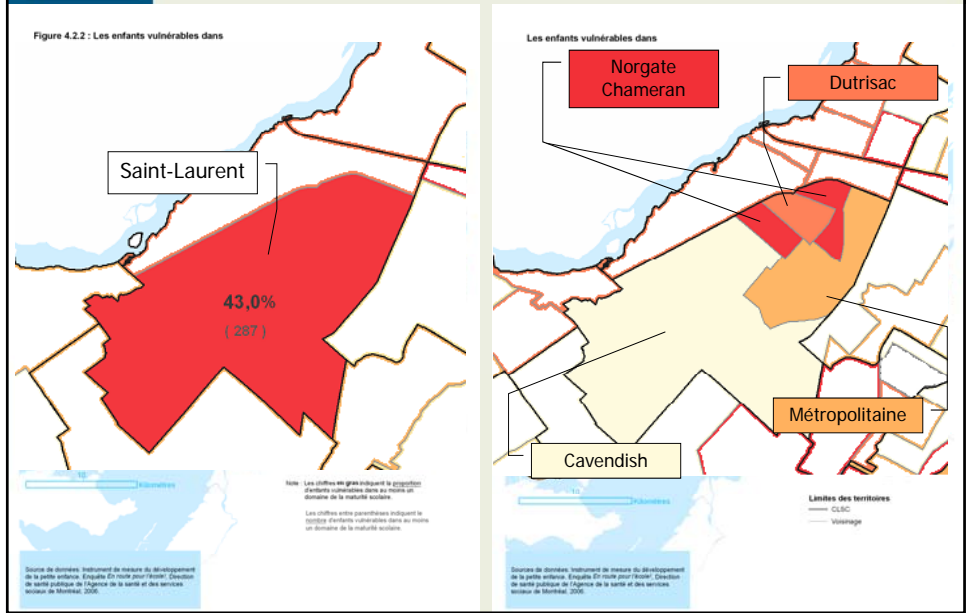 Figure 4.2.2 : Les enfants vulnérables dans
Saint-Laurent
43,0%
( 287 )
10
Kilomètres
Note : Les chiffres en gras indiquent la proportion
d'enfants vulnérables dans au moins un
domaine de la maturité scolaire.
Les chiffres entre parenthèses indiquent le
nombre d'enfants vulnérables dans au moins
un domaine de la maturité scolaire.
Source de données: Instrument de mesure du développement
de la petite enfance. Enquête En route pour l'école!, Direction
de santé publique de l'Agence de la santé et des services
sociaux de Montréal, 2006.
Les enfants vulnérables dans
Norgate
Chameran
Dutrisac
Métropolitaine
Cavendish
10
Kilomètres
Limites des territoires
CLSC
Voisinage
Sources de données: Instrument de mesure du développement
de la petite enfance. Enquête En route pour l'école!, Direction
de santé publique de l'Agence de la santé et des services
sociaux de Montréal, 2006.